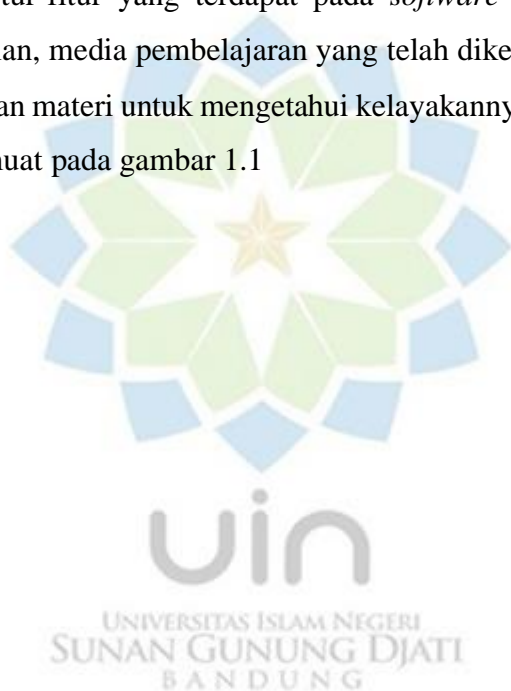 tur-fitur yang terdapat pada software
an, media pembelajaran yang telah dike
an materi untuk mengetahui kelayakanny
nuat pada gambar 1.1
uin
UNIVERSITAS ISLAM NEGERI
SUNAN GUNUNG DJATI
BANDUNG